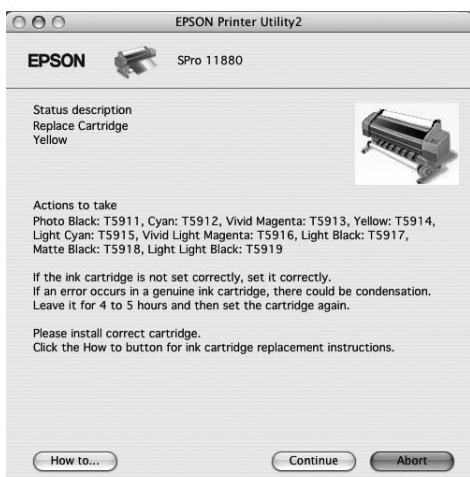 EPSON Printer Utility2
EPSON
SPro 11880
Status description
Replace Cartridge
Yellow
Actions to take
Photo Black: T5911, Cyan: T5912, Vivid Magenta: T5913, Yellow: T5914,
Light Cyan: T5915, Vivid Light Magenta: T5916, Light Black: T5917,
Matte Black: T5918, Light Light Black: T5919
If the ink cartridge is not set correctly, set it correctly.
If an error occurs in a genuine ink cartridge, there could be condensation.
Leave it for 4 to 5 hours and then set the cartridge again.
Please install correct cartridge.
Click the How to button for ink cartridge replacement instructions.
How to...
Continue
Abort